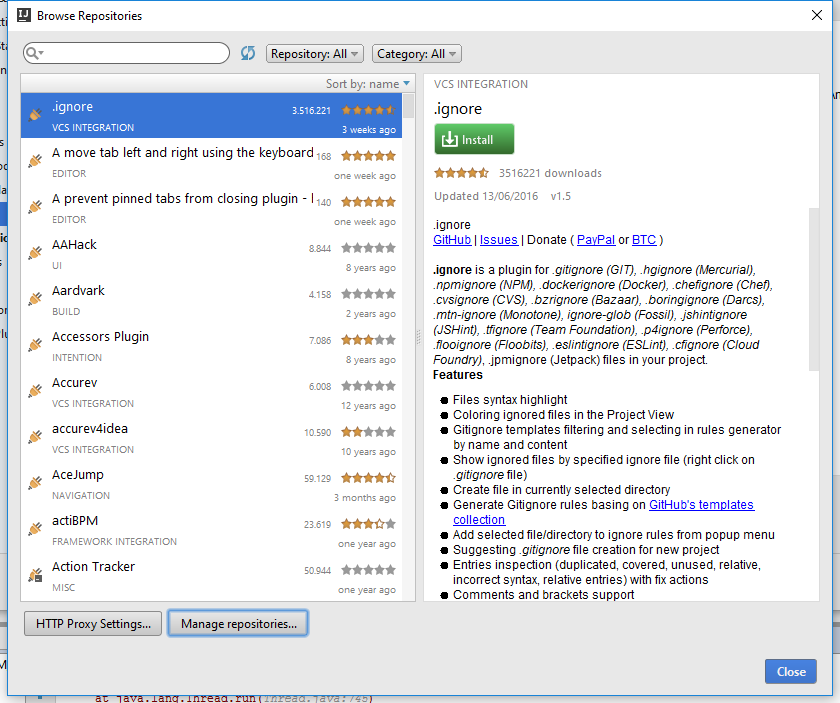 Browse Repositories
Repository: All
Category: All
Sort by: name
.ignore
3.516.221
VCS INTEGRATION
3 weeks ago
A move tab left and right using the keyboard
168
EDITOR
one week ago
A prevent pinned tabs from closing plugin -
140
EDITOR
one week ago
AAHack
8.844
UI
8 years ago
Aardvark
4.158
BUILD
2 years ago
Accessors Plugin
7.086
INTENTION
8 years ago
Accurev
6.008
VCS INTEGRATION
12 years ago
accurev4idea
10.590
VCS INTEGRATION
10 years ago
AceJump
59.129
NAVIGATION
3 months ago
actiBPM
23.619
FRAMEWORK INTEGRATION
one year ago
Action Tracker
50.944
MISC
one year ago
VCS INTEGRATION
.ignore
Install
3516221 downloads
Updated 13/06/2016 v1.5
.ignore
GitHub | Issues | Donate ( PayPal or BTC )
.ignore is a plugin for .gitignore (GIT), .hgignore (Mercurial),
.npmignore (NPM), .dockerignore (Docker), .chefignore (Chef),
.cvsignore (CVS), .bzrignore (Bazaar), .boringignore (Darcs),
.mtn-ignore (Monotone), ignore-glob (Fossil), .jshintignore
(JSHint), .tfignore (Team Foundation), .p4ignore (Perforce),
.flooignore (Floobits), .eslintignore (ESLint), .cfignore (Cloud
Foundry), .jpmignore (Jetpack) files in your project.
Features
Files syntax highlight
Coloring ignored files in the Project View
Gitignore templates filtering and selecting in rules generator
by name and content
Show ignored files by specified ignore file (right click on
.gitignore file)
Create file in currently selected directory
Generate Gitignore rules basing on GitHub's templates
collection
Add selected file/directory to ignore rules from popup menu
Suggesting .gitignore file creation for new project
Entries inspection (duplicated, covered, unused, relative,
incorrect syntax, relative entries) with fix actions
Comments and brackets support
HTTP Proxy Settings...
Manage repositories...
Close
at java.lang.Thread.run(Thread.java:745)